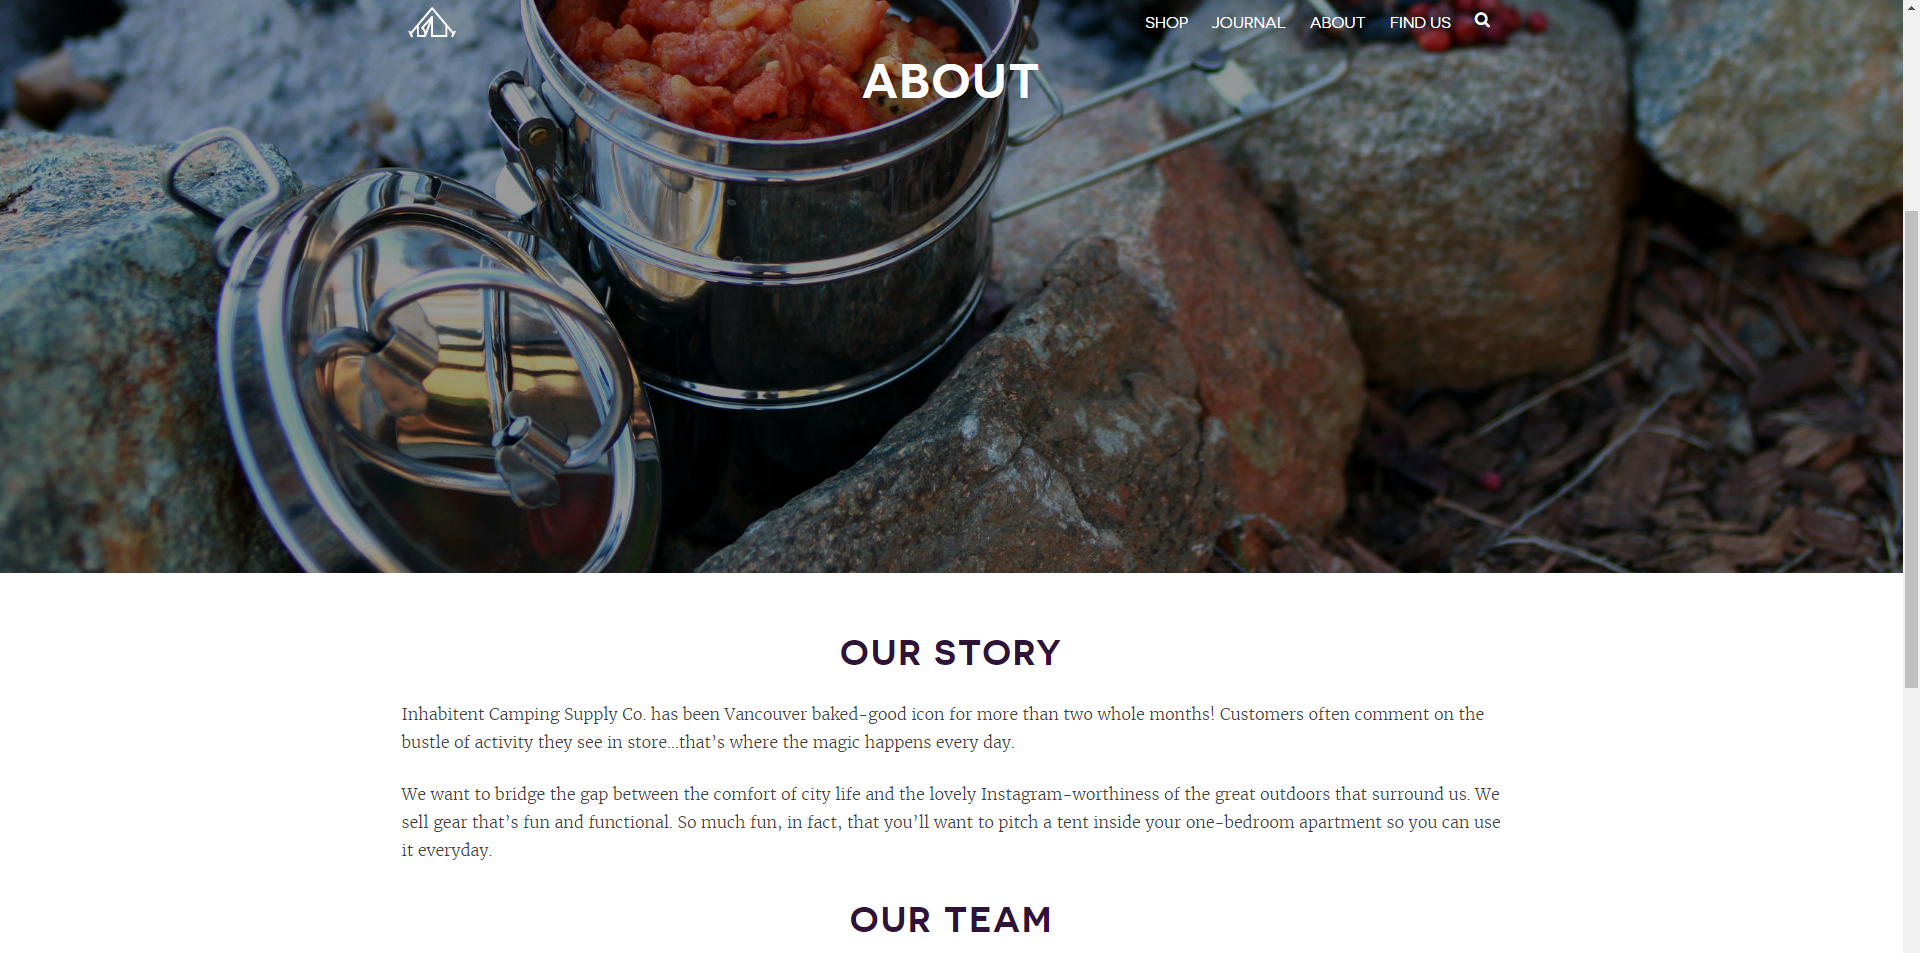 SHOP JOURNAL ABOUT FIND US
ABOUT
OUR STORY
Inhabitent Camping Supply Co. has been Vancouver baked-good icon for more than two whole months! Customers often comment on the
bustle of activity they see in store…that’s where the magic happens every day.
We want to bridge the gap between the comfort of city life and the lovely Instagram-worthiness of the great outdoors that surround us. We
sell gear that’s fun and functional. So much fun, in fact, that you’ll want to pitch a tent inside your one-bedroom apartment so you can use
it everyday.
OUR TEAM